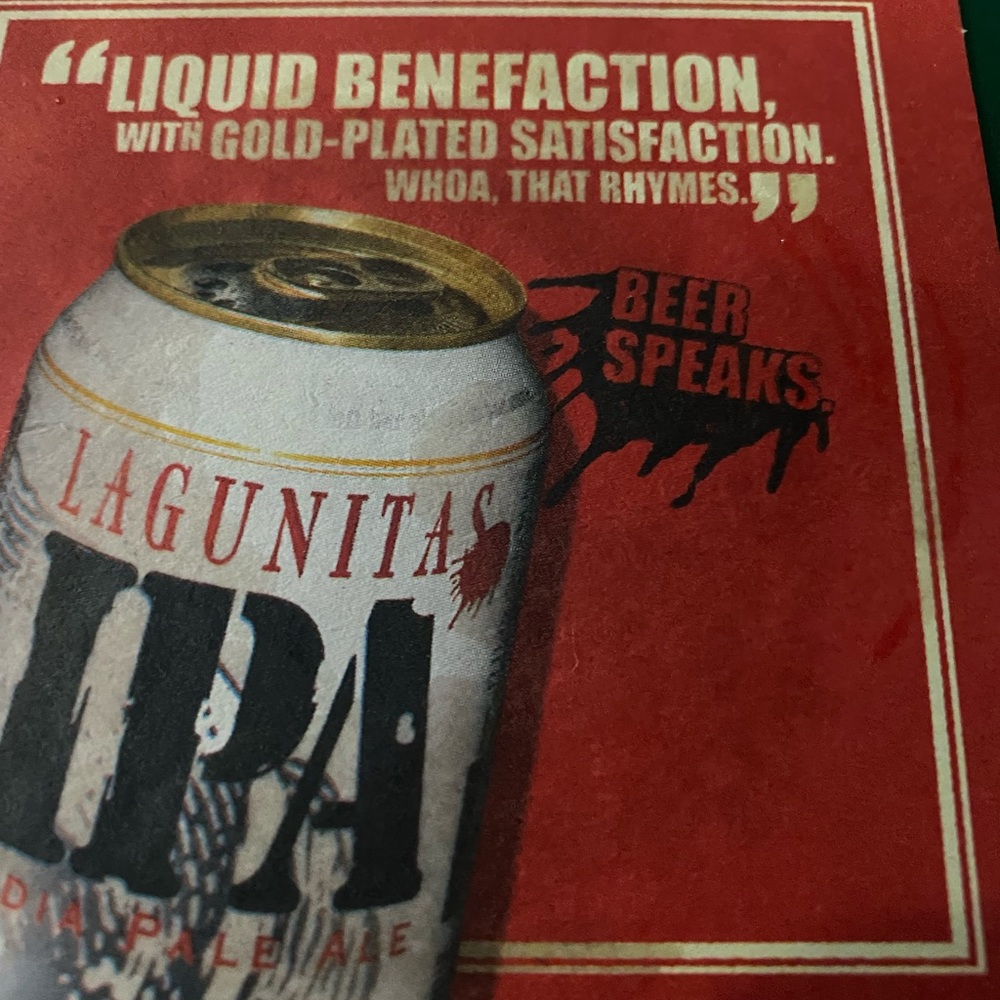 “LIQUID BENEFACTION,
WITH GOLD-PLATED SATISFACTION.
WHOA, THAT RHYMES.”
BEER
SPEAKS.
LAGUNITAS
IPA
DIA PALE ALE